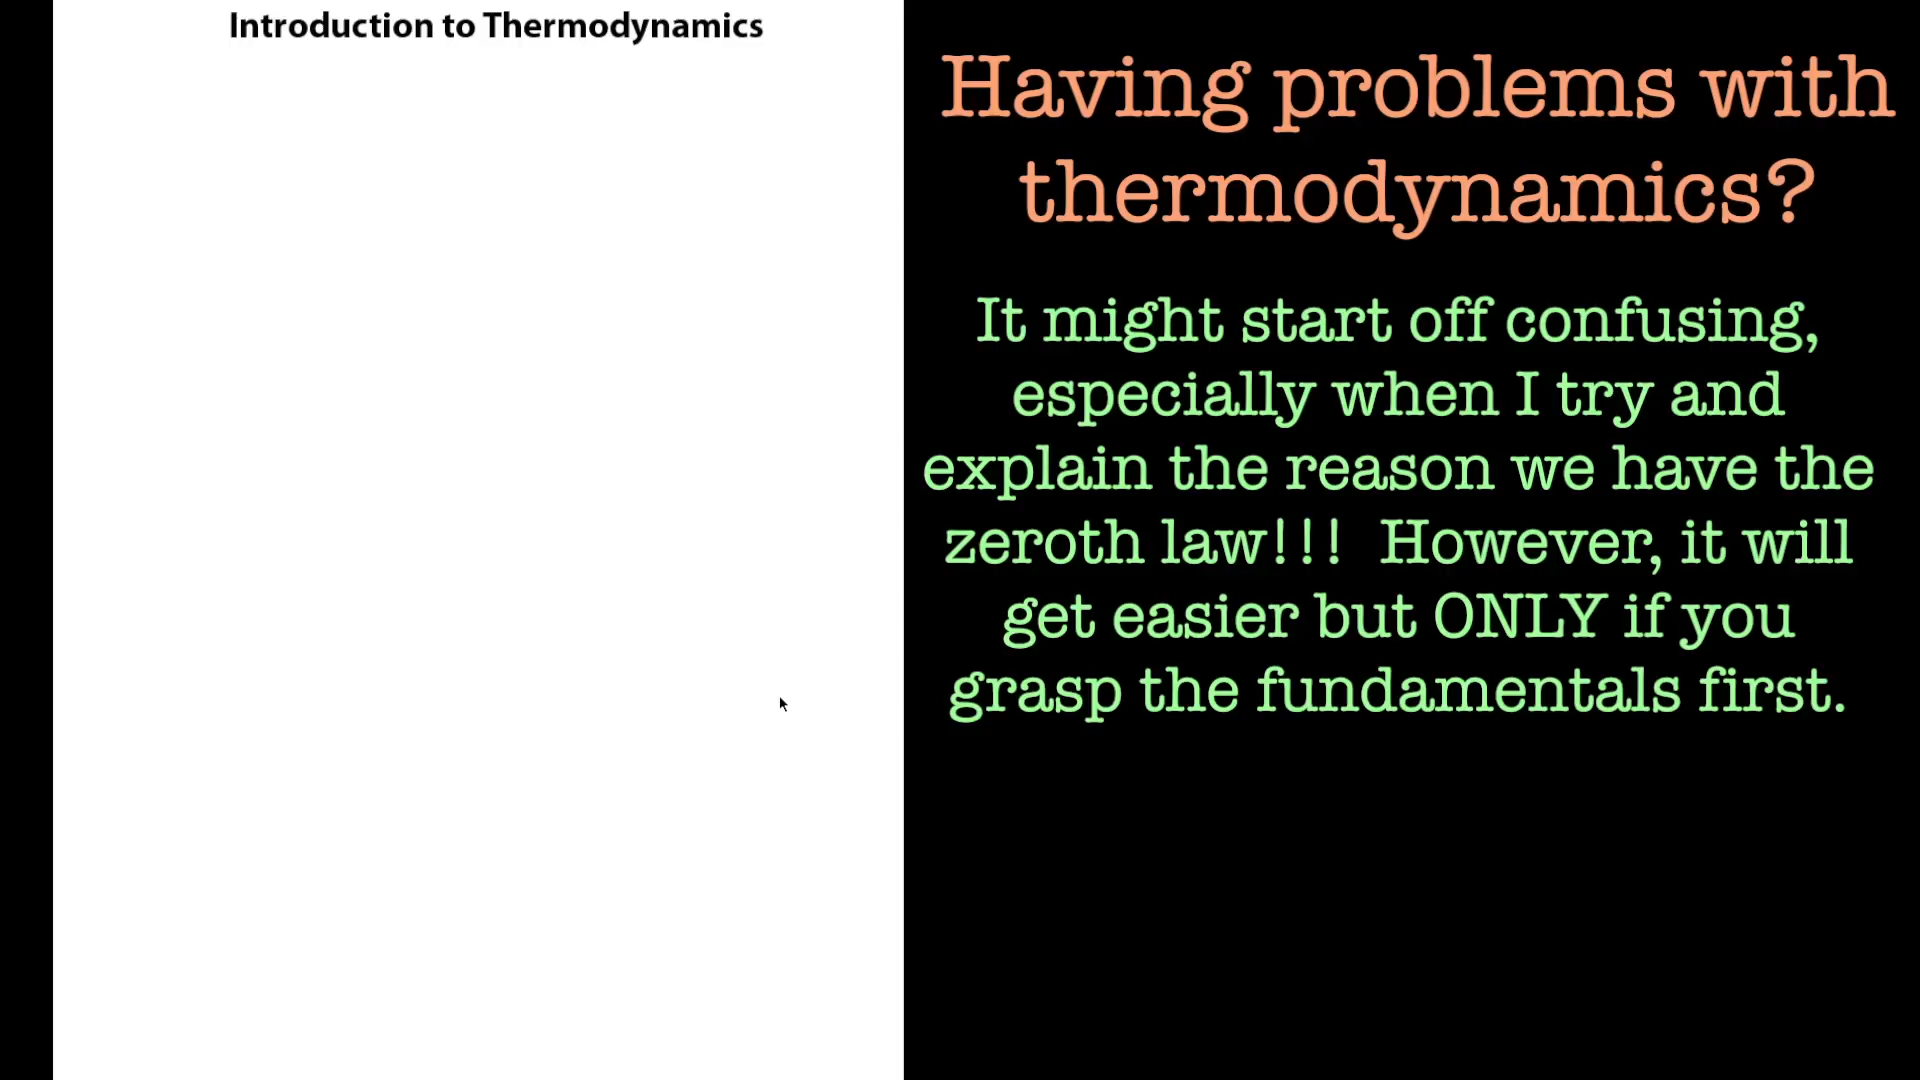 Introduction to Thermodynamics
Having problems with
thermodynamics?
It might start off confusing,
especially when I try and
explain the reason we have the
zeroth law!!! However, it will
get easier but ONLY if you
grasp the fundamentals first.